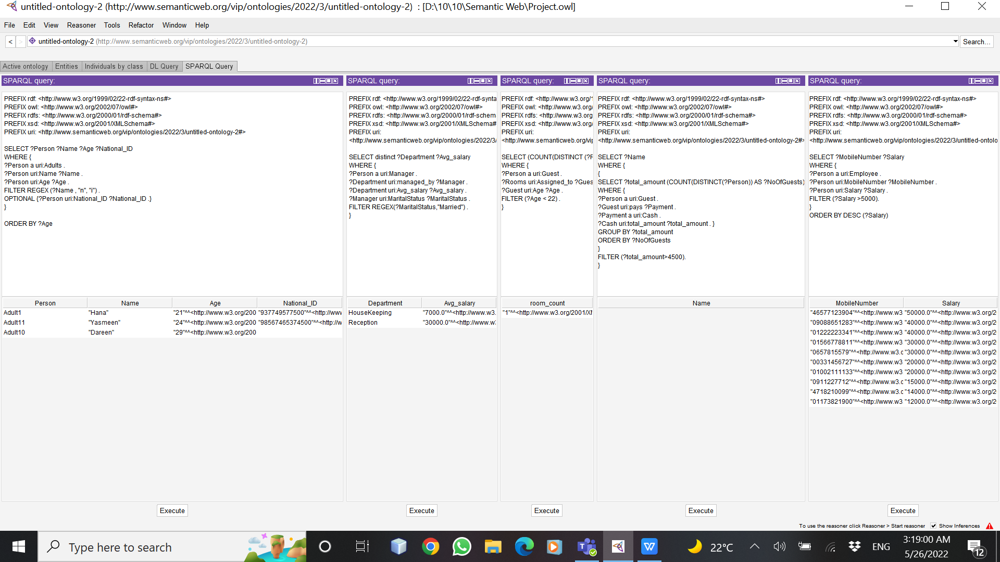 untitled-ontology-2 (http://www.semanticweb.org/vip/ontologies/2022/3/untitled-ontology-2)  : [D:\10\10\Semantic Web\Project.owl]
File Edit View Reasoner Tools Refactor Window Help
< > untitled-ontology-2 (http://www.semanticweb.org/vip/ontologies/2022/3/untitled-ontology-2) Search...
Active ontology Entities Individuals by class DL Query SPARQL Query
SPARQL query:
PREFIX rdf: <http://www.w3.org/1999/02/22-rdf-syntax-ns#>
PREFIX owl: <http://www.w3.org/2002/07/owl#>
PREFIX rdfs: <http://www.w3.org/2000/01/rdf-schema#>
PREFIX xsd: <http://www.w3.org/2001/XMLSchema#>
PREFIX uri: <http://www.semanticweb.org/vip/ontologies/2022/3/untitled-ontology-2#>
SELECT ?Person ?Name ?Age ?National_ID
WHERE {
?Person a uri:Adults .
?Person uri:Name ?Name .
?Person uri:Age ?Age .
FILTER REGEX (?Name , "n", "i") .
OPTIONAL {?Person uri:National_ID ?National_ID .}
}
ORDER BY ?Age
Person Name Age National_ID
Adult1 "Hana" "21"^^<http://www.w3.org/200 "937749577500"^^<http://www
Adult11 "Yasmeen" "24"^^<http://www.w3.org/200 "98567465374500"^^<http://w
Adult10 "Dareen" "29"^^<http://www.w3.org/200
Execute
SPARQL query:
PREFIX rdf: <http://www.w3.org/1999/02/22-rdf-synta
PREFIX owl: <http://www.w3.org/2002/07/owl#>
PREFIX rdfs: <http://www.w3.org/2000/01/rdf-schem
PREFIX xsd: <http://www.w3.org/2001/XMLSchema#
PREFIX uri:
<http://www.semanticweb.org/vip/ontologies/2022/3/
SELECT distinct ?Department ?Avg_salary
WHERE {
?Person a uri:Manager .
?Department uri:managed_by ?Manager .
?Department uri:Avg_salary ?Avg_salary .
?Manager uri:MaritalStatus ?MaritalStatus .
FILTER REGEX(?MaritalStatus,"Married") .
}
Department Avg_salary
HouseKeeping "7000.0"^^<http://www.w3.
Reception "30000.0"^^<http://www.w
Execute
SPARQL query:
PREFIX rdf: <http://www.w3.org/1
PREFIX owl: <http://www.w3.org/2
PREFIX rdfs: <http://www.w3.org/
PREFIX xsd: <http://www.w3.org/
PREFIX uri:
<http://www.semanticweb.org/vip
SELECT (COUNT(DISTINCT (?F
WHERE {
?Person a uri:Guest .
?Rooms uri:Assigned_to ?Gues
?Guest uri:Age ?Age .
FILTER (?Age < 22) .
}
room_count
"1"^^<http://www.w3.org/2001/XI
Execute
SPARQL query:
PREFIX rdf: <http://www.w3.org/1999/02/22-rdf-syntax-ns#>
PREFIX owl: <http://www.w3.org/2002/07/owl#>
PREFIX rdfs: <http://www.w3.org/2000/01/rdf-schema#>
PREFIX xsd: <http://www.w3.org/2001/XMLSchema#>
PREFIX uri:
<http://www.semanticweb.org/vip/ontologies/2022/3/untitled-ontology-2#>
SELECT ?Name
WHERE {
{
SELECT ?total_amount (COUNT(DISTINCT(?Person)) AS ?NoOfGuests)
WHERE {
?Person a uri:Guest .
?Guest uri:pays ?Payment .
?Payment a uri:Cash .
?Cash uri:total_amount ?total_amount . }
GROUP BY ?total_amount
ORDER BY ?NoOfGuests
}
FILTER (?total_amount>4500).
}
Name
Execute
SPARQL query:
PREFIX rdf: <http://www.w3.org/1999/02/22-rdf-syntax-ns#>
PREFIX owl: <http://www.w3.org/2002/07/owl#>
PREFIX rdfs: <http://www.w3.org/2000/01/rdf-schema#>
PREFIX xsd: <http://www.w3.org/2001/XMLSchema#>
PREFIX uri:
<http://www.semanticweb.org/vip/ontologies/2022/3/untitled-ontolo
SELECT ?MobileNumber ?Salary
WHERE {
?Person a uri:Employee .
?Person uri:MobileNumber ?MobileNumber .
?Person uri:Salary ?Salary .
FILTER (?Salary >5000).
}
ORDER BY DESC (?Salary)
MobileNumber Salary
"46577123904"^^<http://www.w3 "50000.0"^^<http://www.w3.org/2
"09088651283"^^<http://www.w3 "40000.0"^^<http://www.w3.org/2
"01222223341"^^<http://www.w3 "40000.0"^^<http://www.w3.org/2
"01566778811"^^<http://www.w3 "30000.0"^^<http://www.w3.org/2
"0657815579"^^<http://www.w3.c "30000.0"^^<http://www.w3.org/2
"00331456727"^^<http://www.w3 "20000.0"^^<http://www.w3.org/2
"01002111133"^^<http://www.w3 "20000.0"^^<http://www.w3.org/2
"0911227712"^^<http://www.w3.c "15000.0"^^<http://www.w3.org/2
"4718210099"^^<http://www.w3.c "14000.0"^^<http://www.w3.org/2
"01173821900"^^<http://www.w3 "12000.0"^^<http://www.w3.org/2
Execute
To use the reasoner click Reasoner > Start reasoner Show Inferences
Type here to search
22°C
ENG
3:19:00 AM
5/26/2022
12